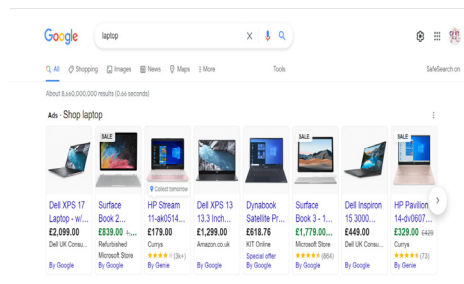 Google
laptop
All Shopping Images News Maps More Tools SafeSearch on
About 8,660,000,000 results (0.66 seconds)
Ads · Shop laptop
SALE SALE SALE
Collect tomorrow
Dell XPS 17 Surface HP Stream Dell XPS 13 Dynabook Surface Dell Inspiron HP Pavilion
Laptop - w/... Book 2... 11-ak0514... 13.3 Inch... Satellite Pr... Book 3 - 1... 15 3000... 14-dv0607...
£2,099.00 £839.00 £179.00 £1,299.00 £618.76 £1,779.00... £449.00 £329.00 £429
Dell UK Consu... Refurbished Currys Amazon.co.uk KIT Online Microsoft Store Dell UK Consu... Currys
Microsoft Store (3k+) Special offer (864) (73)
By Google By Google By Genie By Google By Google By Google By Google By Genie